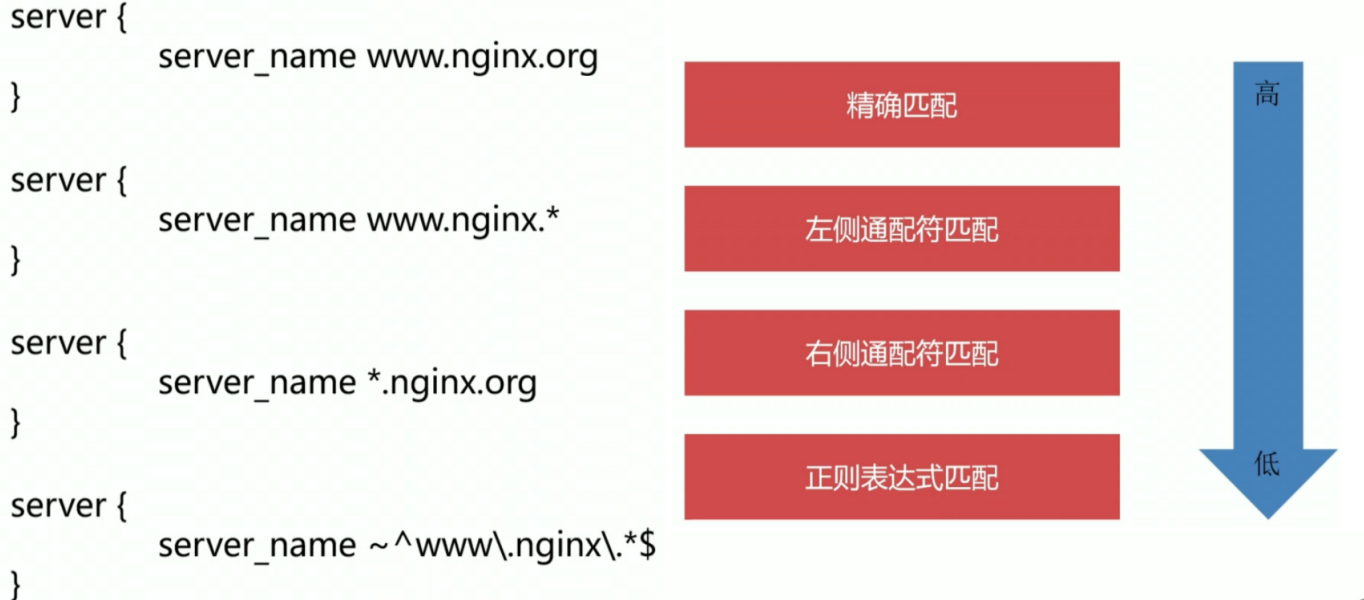 server {
server_name www.nginx.org
}
server {
server_name www.nginx.*
}
server {
server_name *.nginx.org
}
server {
server_name ~^www\.nginx\.*$
}
精确匹配
左侧通配符匹配
右侧通配符匹配
正则表达式匹配
高
低